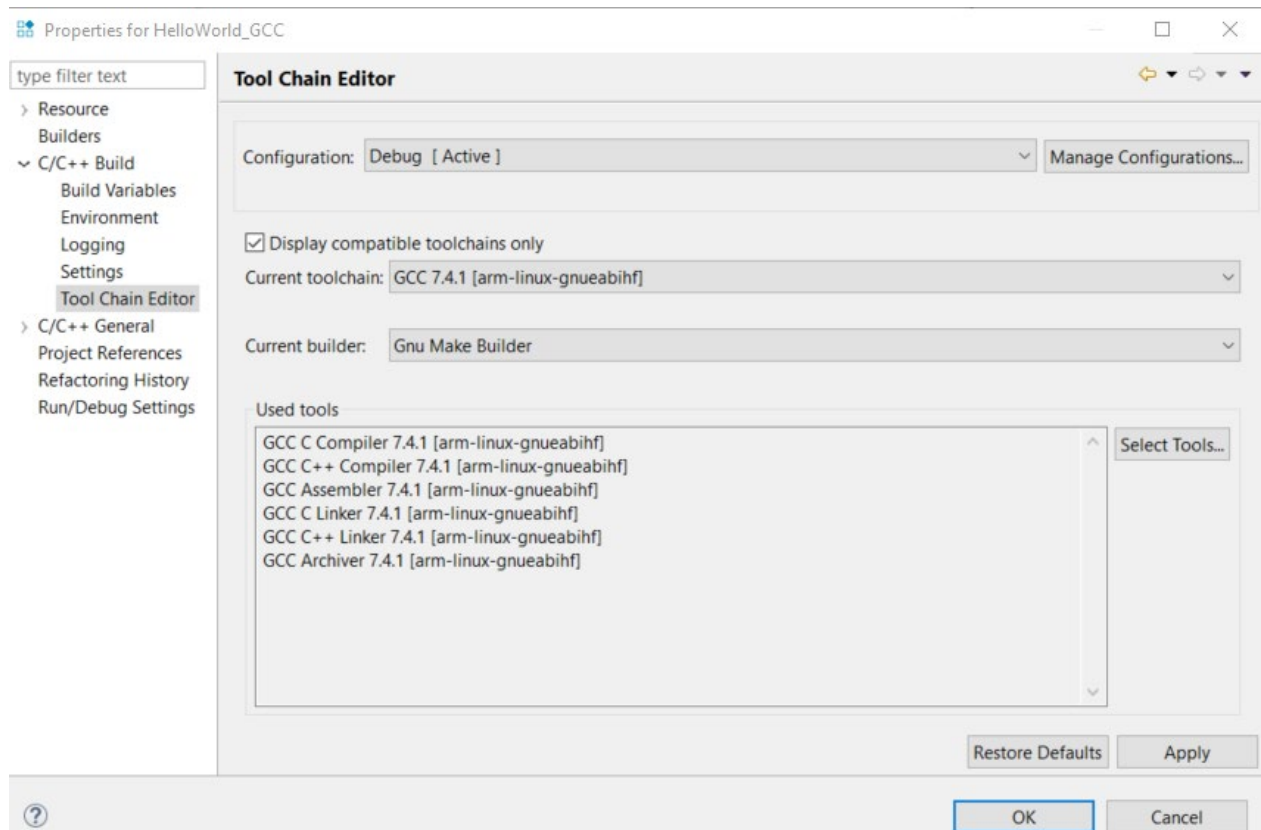 Properties for HelloWorld_GCC
type filter text
Resource
Builders
C/C++ Build
Build Variables
Environment
Logging
Settings
Tool Chain Editor
C/C++ General
Project References
Refactoring History
Run/Debug Settings
Tool Chain Editor
Configuration: Debug [ Active ] Manage Configurations...
Display compatible toolchains only
Current toolchain: GCC 7.4.1 [arm-linux-gnueabihf]
Current builder: Gnu Make Builder
Used tools
GCC C Compiler 7.4.1 [arm-linux-gnueabihf]
GCC C++ Compiler 7.4.1 [arm-linux-gnueabihf]
GCC Assembler 7.4.1 [arm-linux-gnueabihf]
GCC C Linker 7.4.1 [arm-linux-gnueabihf]
GCC C++ Linker 7.4.1 [arm-linux-gnueabihf]
GCC Archiver 7.4.1 [arm-linux-gnueabihf]
Select Tools...
Restore Defaults Apply
? OK Cancel